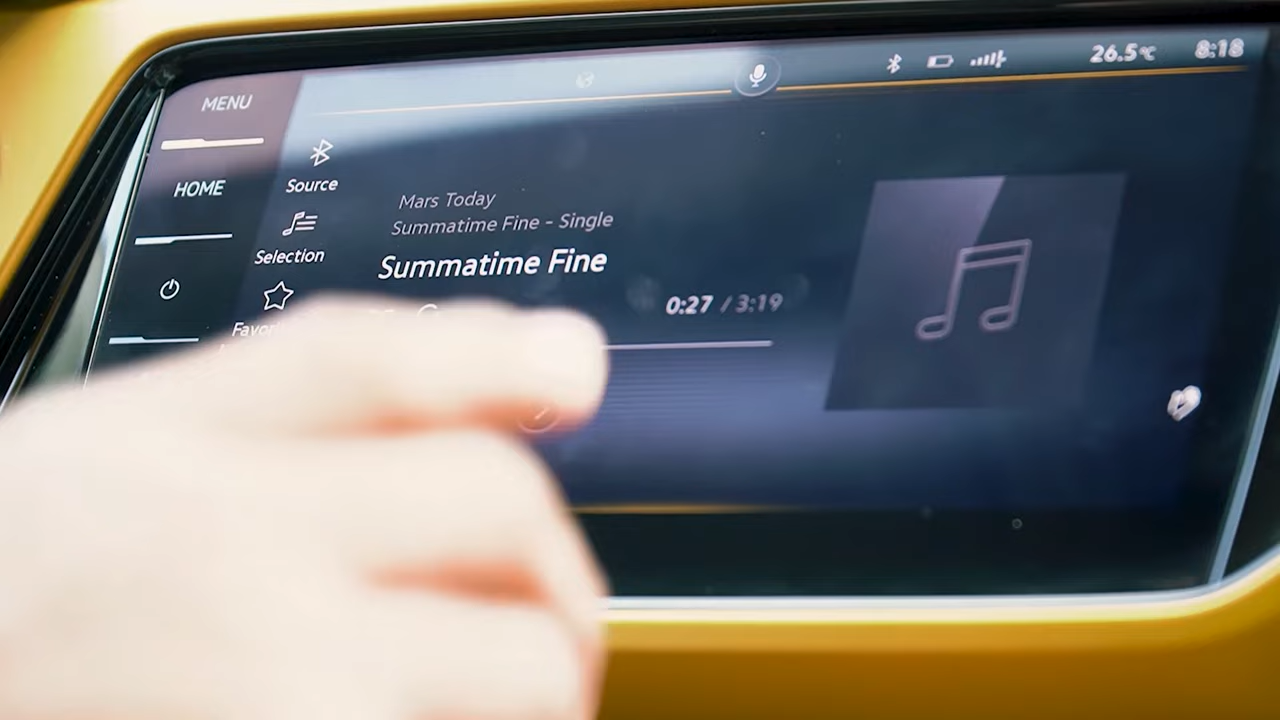 26.5°C 8:18
MENU
HOME
Source
Selection
Mars Today
Summatime Fine - Single
Summatime Fine
0:27 / 3:19